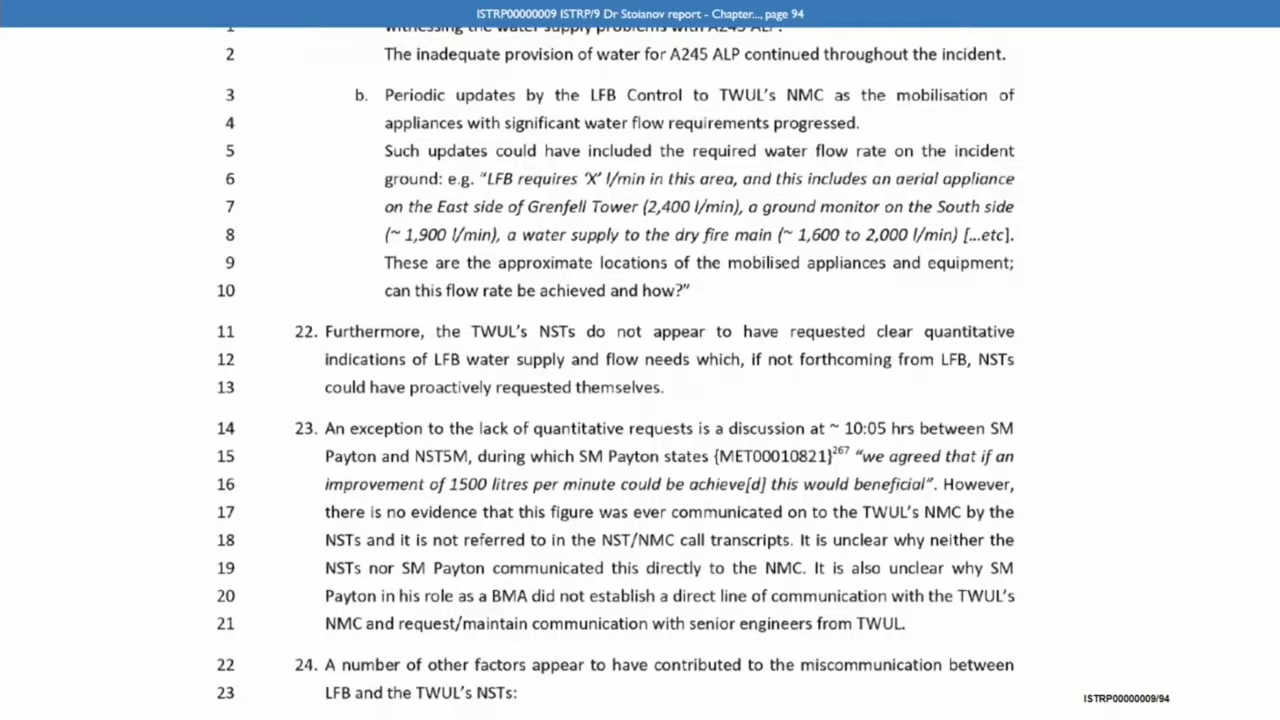 ISTRP00000009 ISTRP/9 Dr Stoianov report - Chapter..., page 94
1 witnessing the water supply problems with A245 ALP.
2 The inadequate provision of water for A245 ALP continued throughout the incident.
3 b. Periodic updates by the LFB Control to TWUL's NMC as the mobilisation of
4 appliances with significant water flow requirements progressed.
5 Such updates could have included the required water flow rate on the incident
6 ground: e.g. "LFB requires 'X' l/min in this area, and this includes an aerial appliance
7 on the East side of Grenfell Tower (2,400 l/min), a ground monitor on the South side
8 (~ 1,900 l/min), a water supply to the dry fire main (~ 1,600 to 2,000 l/min) [...etc].
9 These are the approximate locations of the mobilised appliances and equipment;
10 can this flow rate be achieved and how?"
11 22. Furthermore, the TWUL's NSTs do not appear to have requested clear quantitative
12 indications of LFB water supply and flow needs which, if not forthcoming from LFB, NSTs
13 could have proactively requested themselves.
14 23. An exception to the lack of quantitative requests is a discussion at ~ 10:05 hrs between SM
15 Payton and NST5M, during which SM Payton states {MET00010821}267 "we agreed that if an
16 improvement of 1500 litres per minute could be achieve[d] this would beneficial". However,
17 there is no evidence that this figure was ever communicated on to the TWUL's NMC by the
18 NSTs and it is not referred to in the NST/NMC call transcripts. It is unclear why neither the
19 NSTs nor SM Payton communicated this directly to the NMC. It is also unclear why SM
20 Payton in his role as a BMA did not establish a direct line of communication with the TWUL's
21 NMC and request/maintain communication with senior engineers from TWUL.
22 24. A number of other factors appear to have contributed to the miscommunication between
23 LFB and the TWUL's NSTs:
ISTRP00000009/94